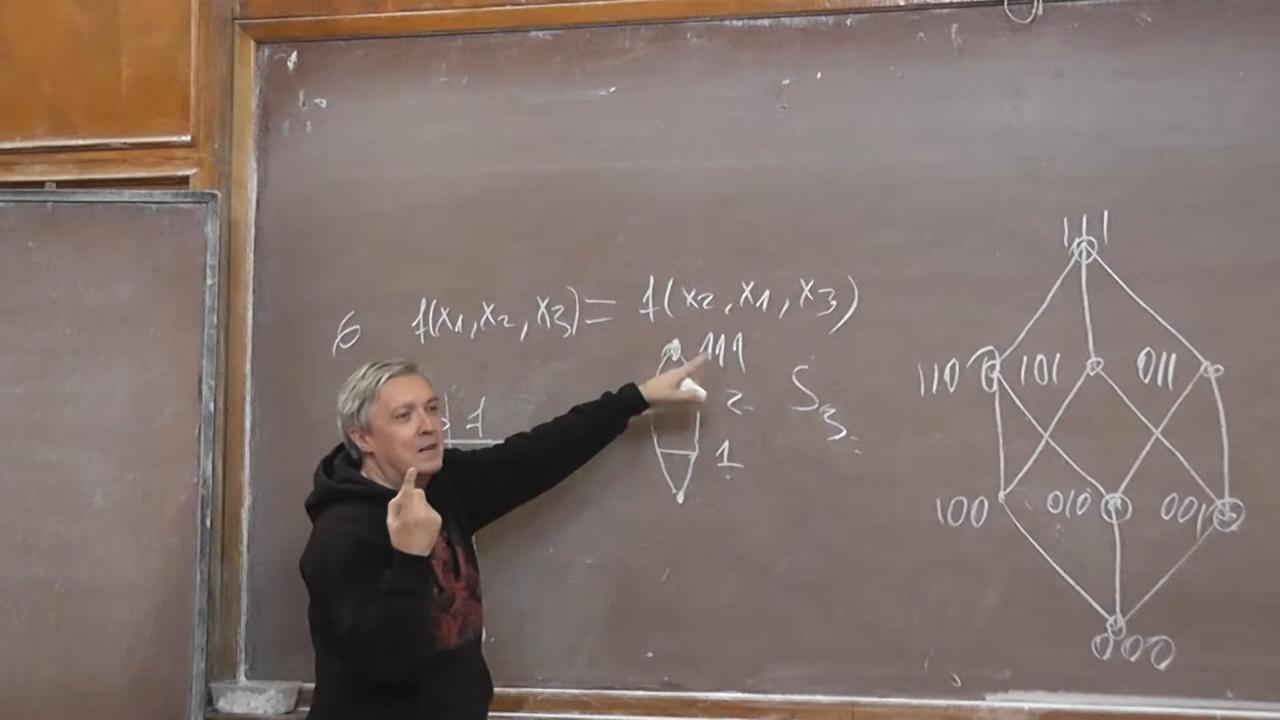 6 f(x₁,x₂,x₃)= f(x₂,x₁,x₃)
111
2 S₃
1
1
111
110 101 011
100 010 001
000